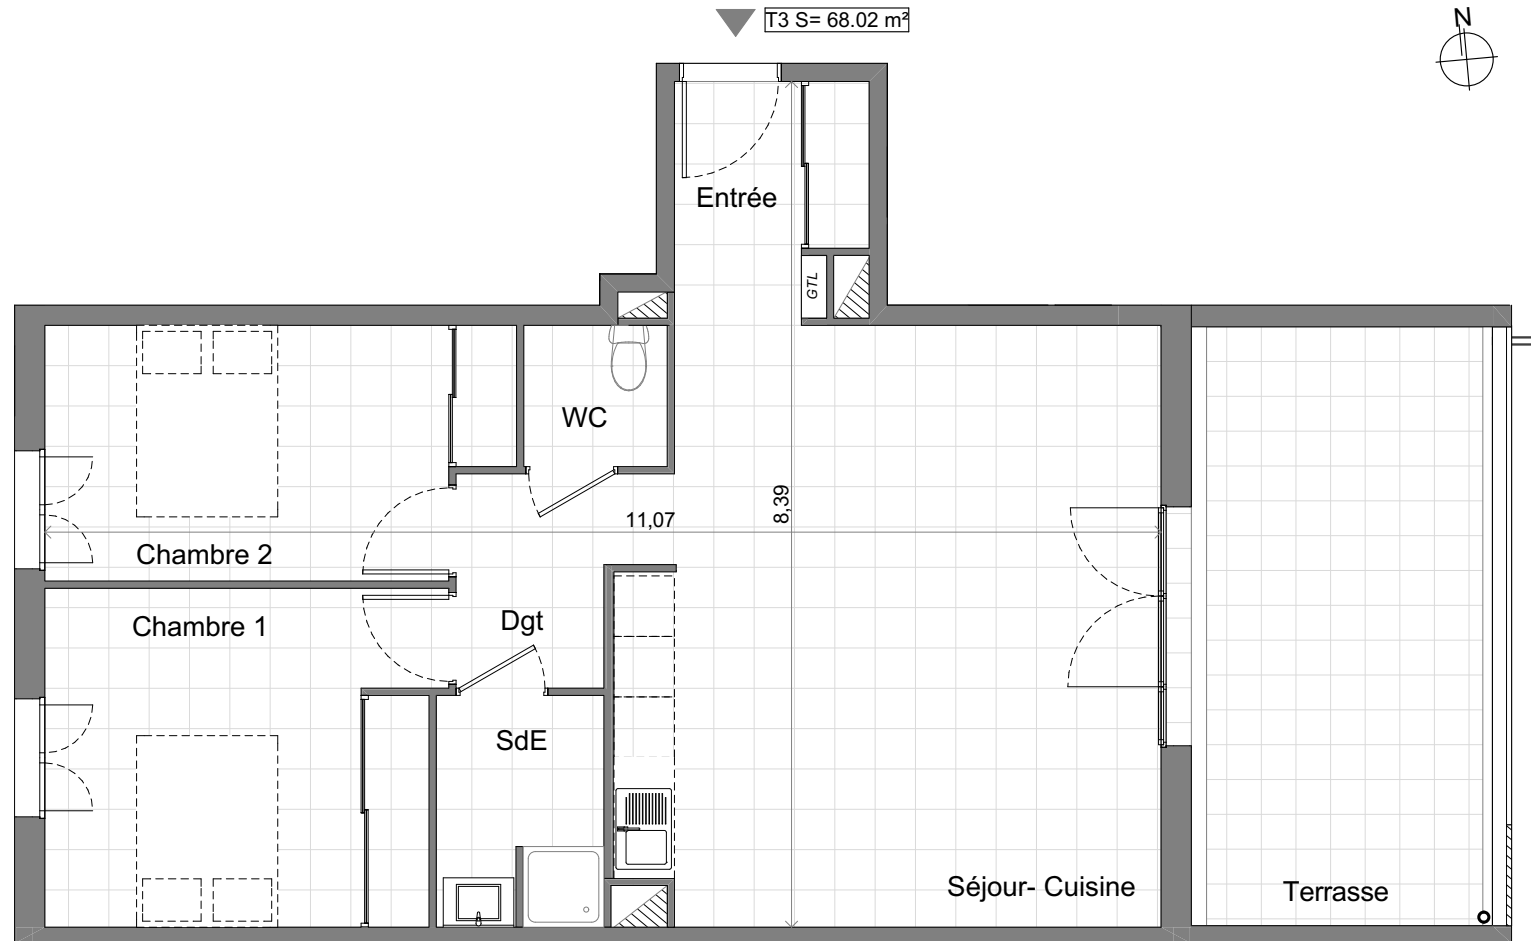 T3 S= 68.02 m²
N
Entrée
GTL
WC
11,07
8,39
Chambre 2
Chambre 1
Dgt
SdE
Séjour- Cuisine
Terrasse